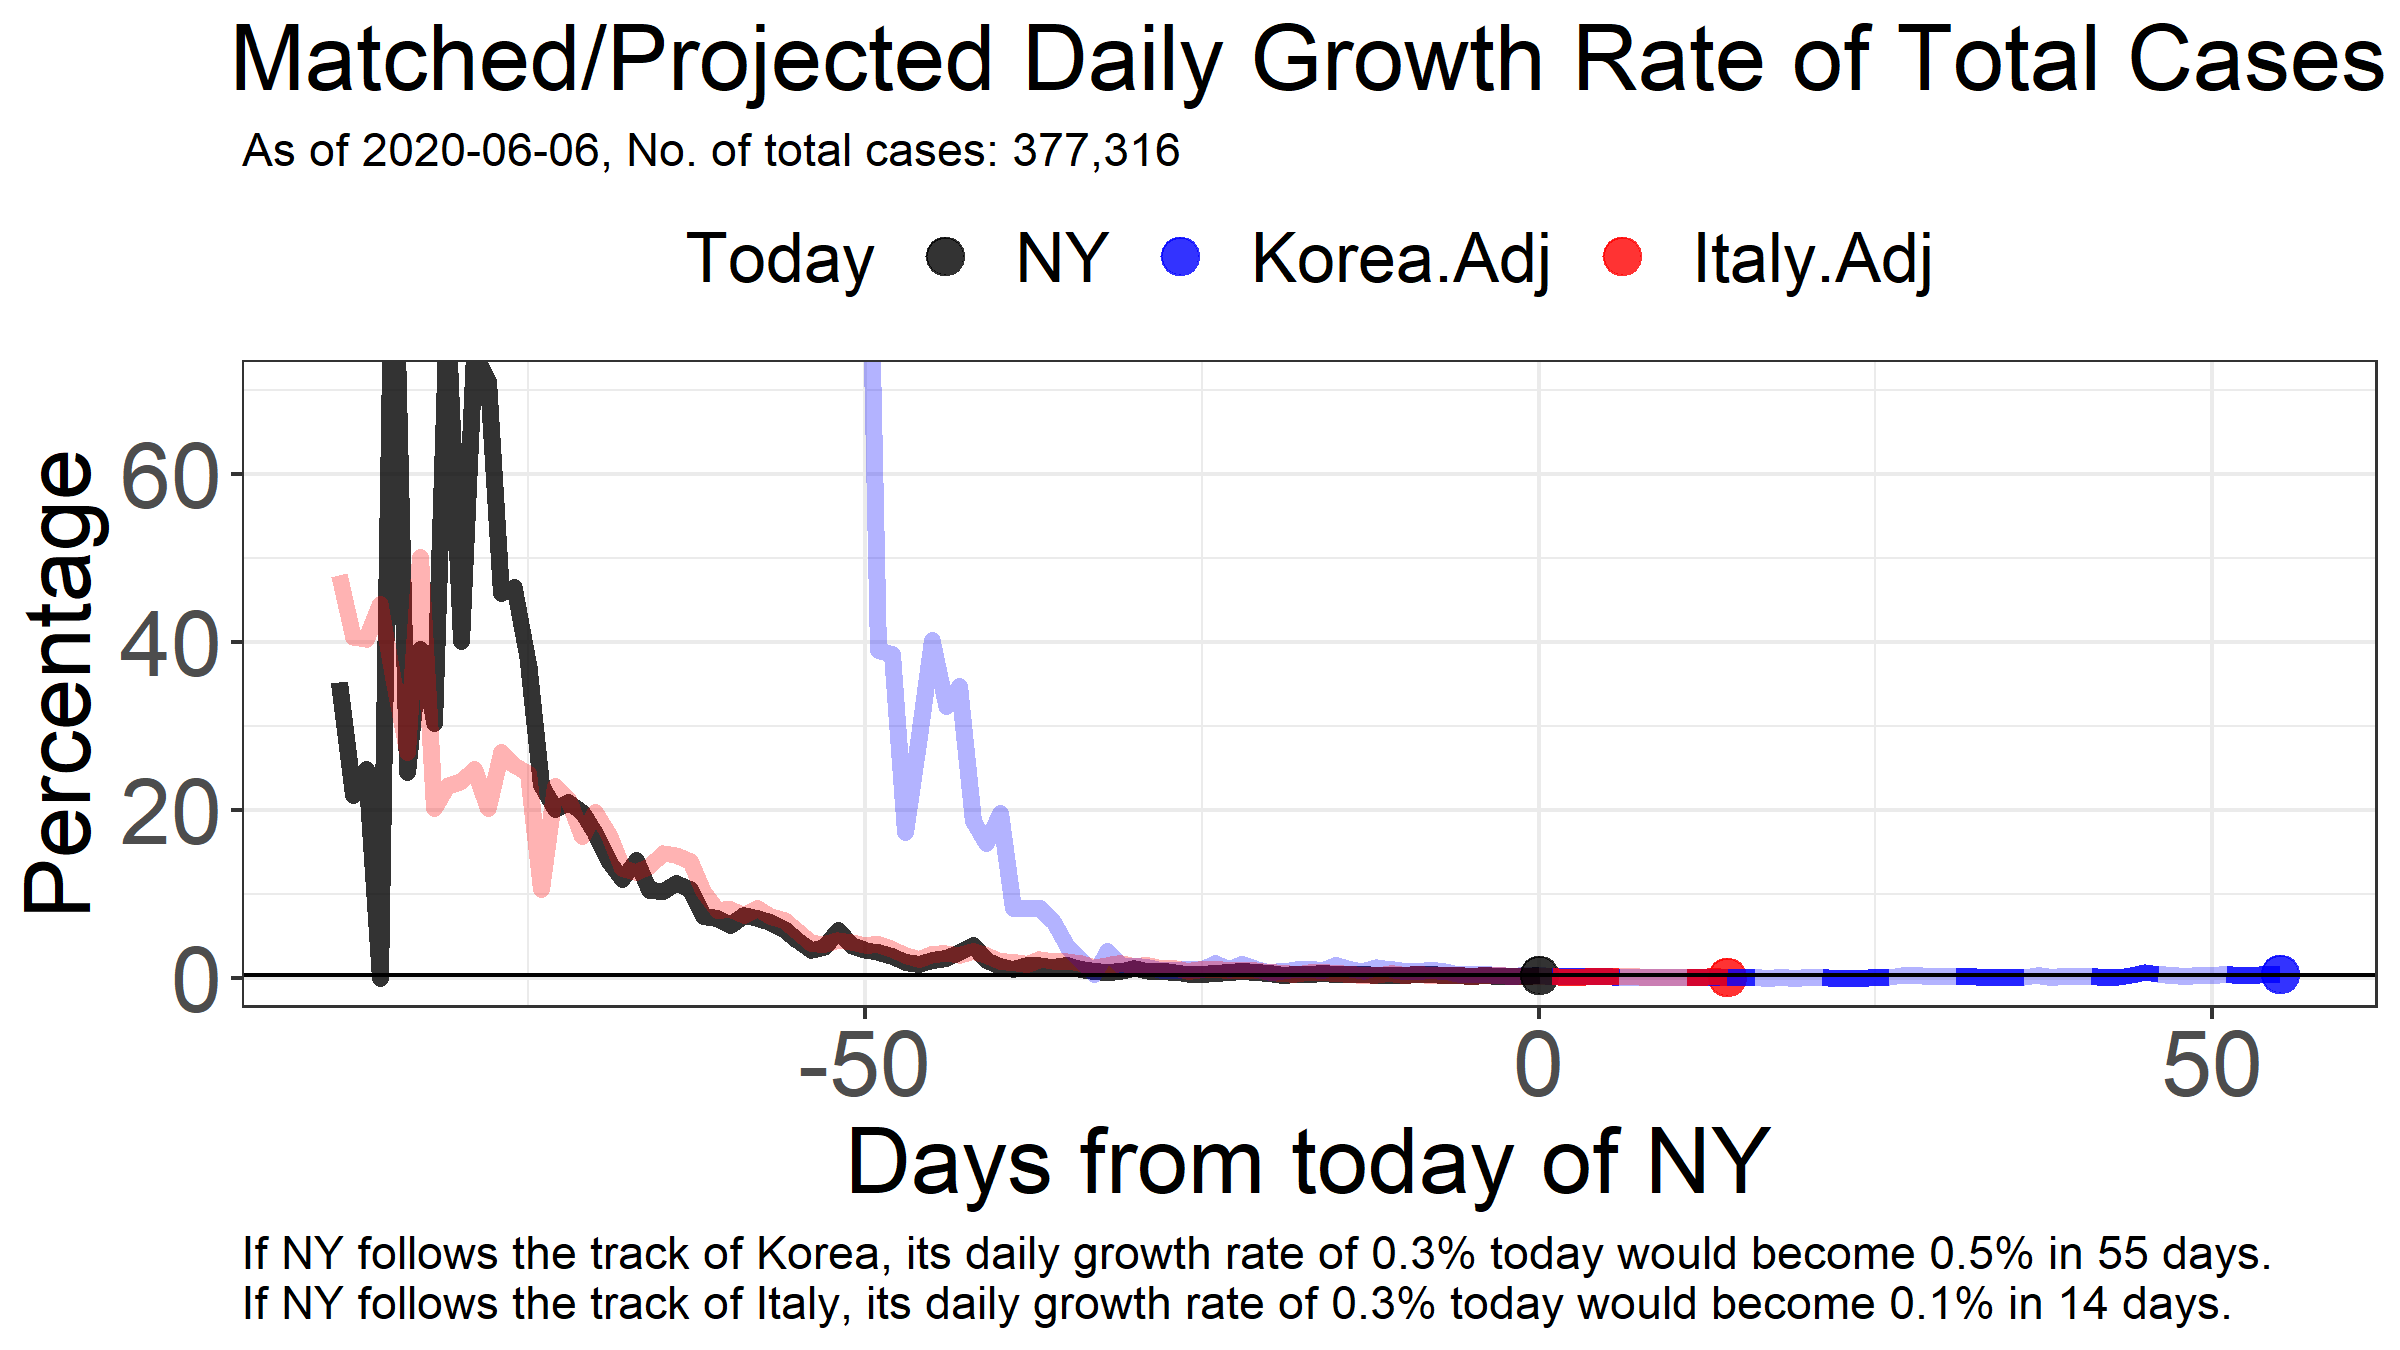 Matched/Projected Daily Growth Rate of Total Cases
As of 2020-06-06, No. of total cases: 377,316
Today NY Korea.Adj Italy.Adj
Percentage
60
40
20
0
-50 0 50
Days from today of NY
If NY follows the track of Korea, its daily growth rate of 0.3% today would become 0.5% in 55 days.
If NY follows the track of Italy, its daily growth rate of 0.3% today would become 0.1% in 14 days.